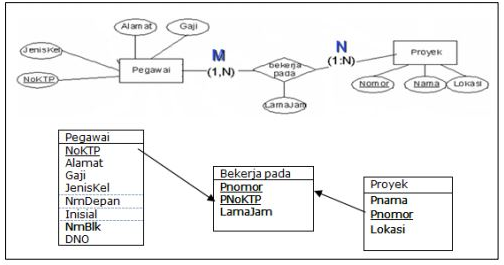 Alamat
Gaji
JenisKel
NoKTP
Pegawai
M
(1,N)
bekerja
pada
LamaJam
N
(1:N)
Proyek
Nomor
Nama
Lokasi
Pegawai
NoKTP
Alamat
Gaji
JenisKel
NmDepan
Inisial
NmBlk
DNO
Bekerja pada
Pnomor
PNoKTP
LamaJam
Proyek
Pnama
Pnomor
Lokasi